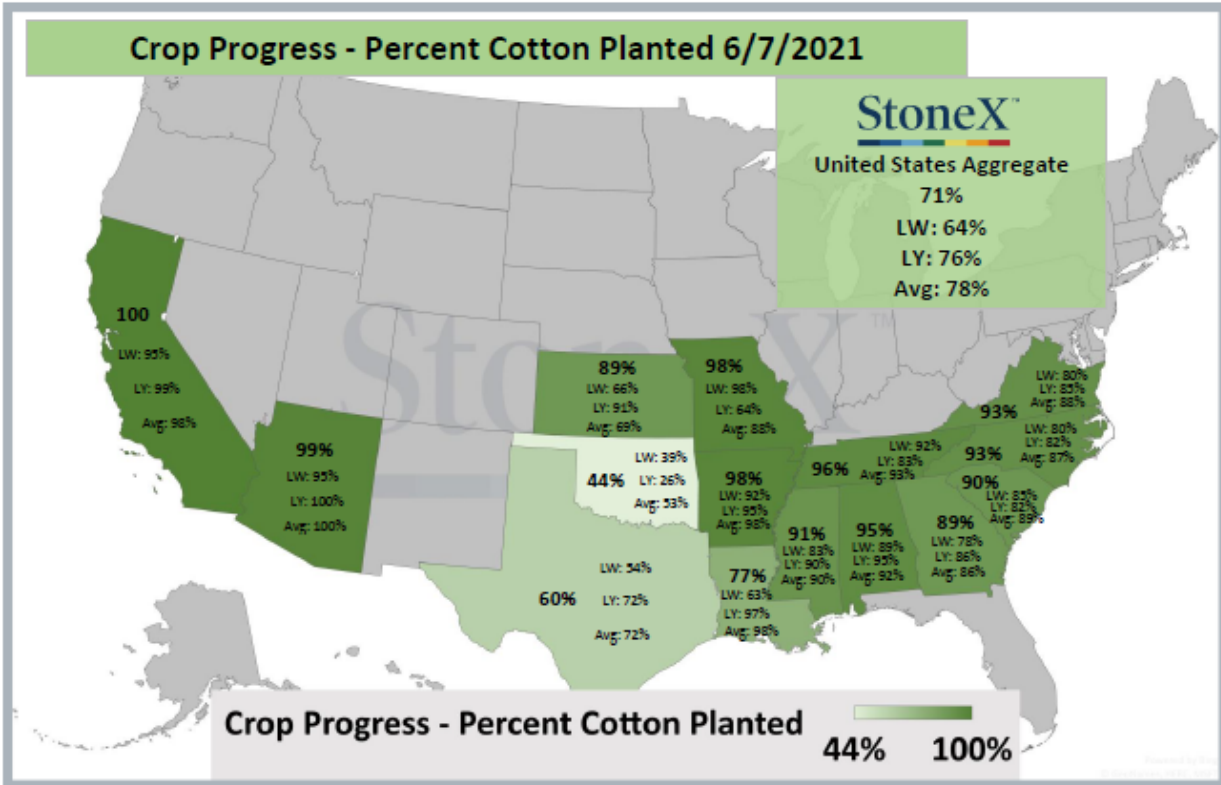 Crop Progress - Percent Cotton Planted 6/7/2021
StoneX™
United States Aggregate
71%
LW: 64%
LY: 76%
Avg: 78%
StoneX™
100
LW: 95%
LY: 99%
Avg: 98%
99%
LW: 95%
LY: 100%
Avg: 100%
89%
LW: 66%
LY: 91%
Avg: 69%
98%
LW: 98%
LY: 64%
Avg: 88%
44%
LW: 39%
LY: 26%
Avg: 53%
60%
LW: 54%
LY: 72%
Avg: 72%
98%
LW: 92%
LY: 95%
Avg: 98%
77%
LW: 63%
LY: 97%
Avg: 98%
96%
LW: 92%
LY: 83%
Avg: 93%
91%
LW: 83%
LY: 90%
Avg: 90%
95%
LW: 89%
LY: 95%
Avg: 92%
89%
LW: 78%
LY: 86%
Avg: 86%
90%
LW: 85%
LY: 82%
Avg: 89%
93%
LW: 80%
LY: 82%
Avg: 87%
93%
LW: 80%
LY: 85%
Avg: 88%
Crop Progress - Percent Cotton Planted
44% 100%